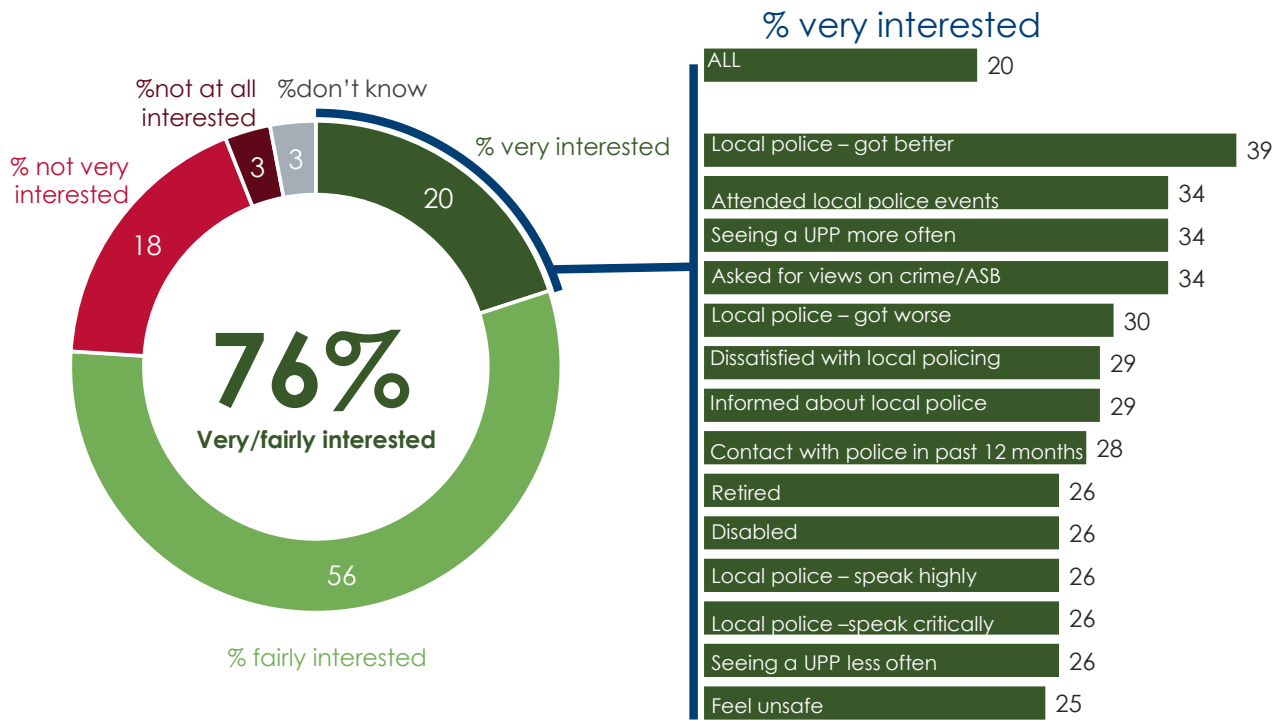 % very interested
ALL
20
%not at all
interested
%don't know
% very interested
% not very
interested
3
3
20
18
56
76%
Very/fairly interested
% fairly interested
Local police – got better
39
Attended local police events
34
Seeing a UPP more often
34
Asked for views on crime/ASB
34
Local police – got worse
30
Dissatisfied with local policing
29
Informed about local police
29
Contact with police in past 12 months
28
Retired
26
Disabled
26
Local police – speak highly
26
Local police –speak critically
26
Seeing a UPP less often
26
Feel unsafe
25